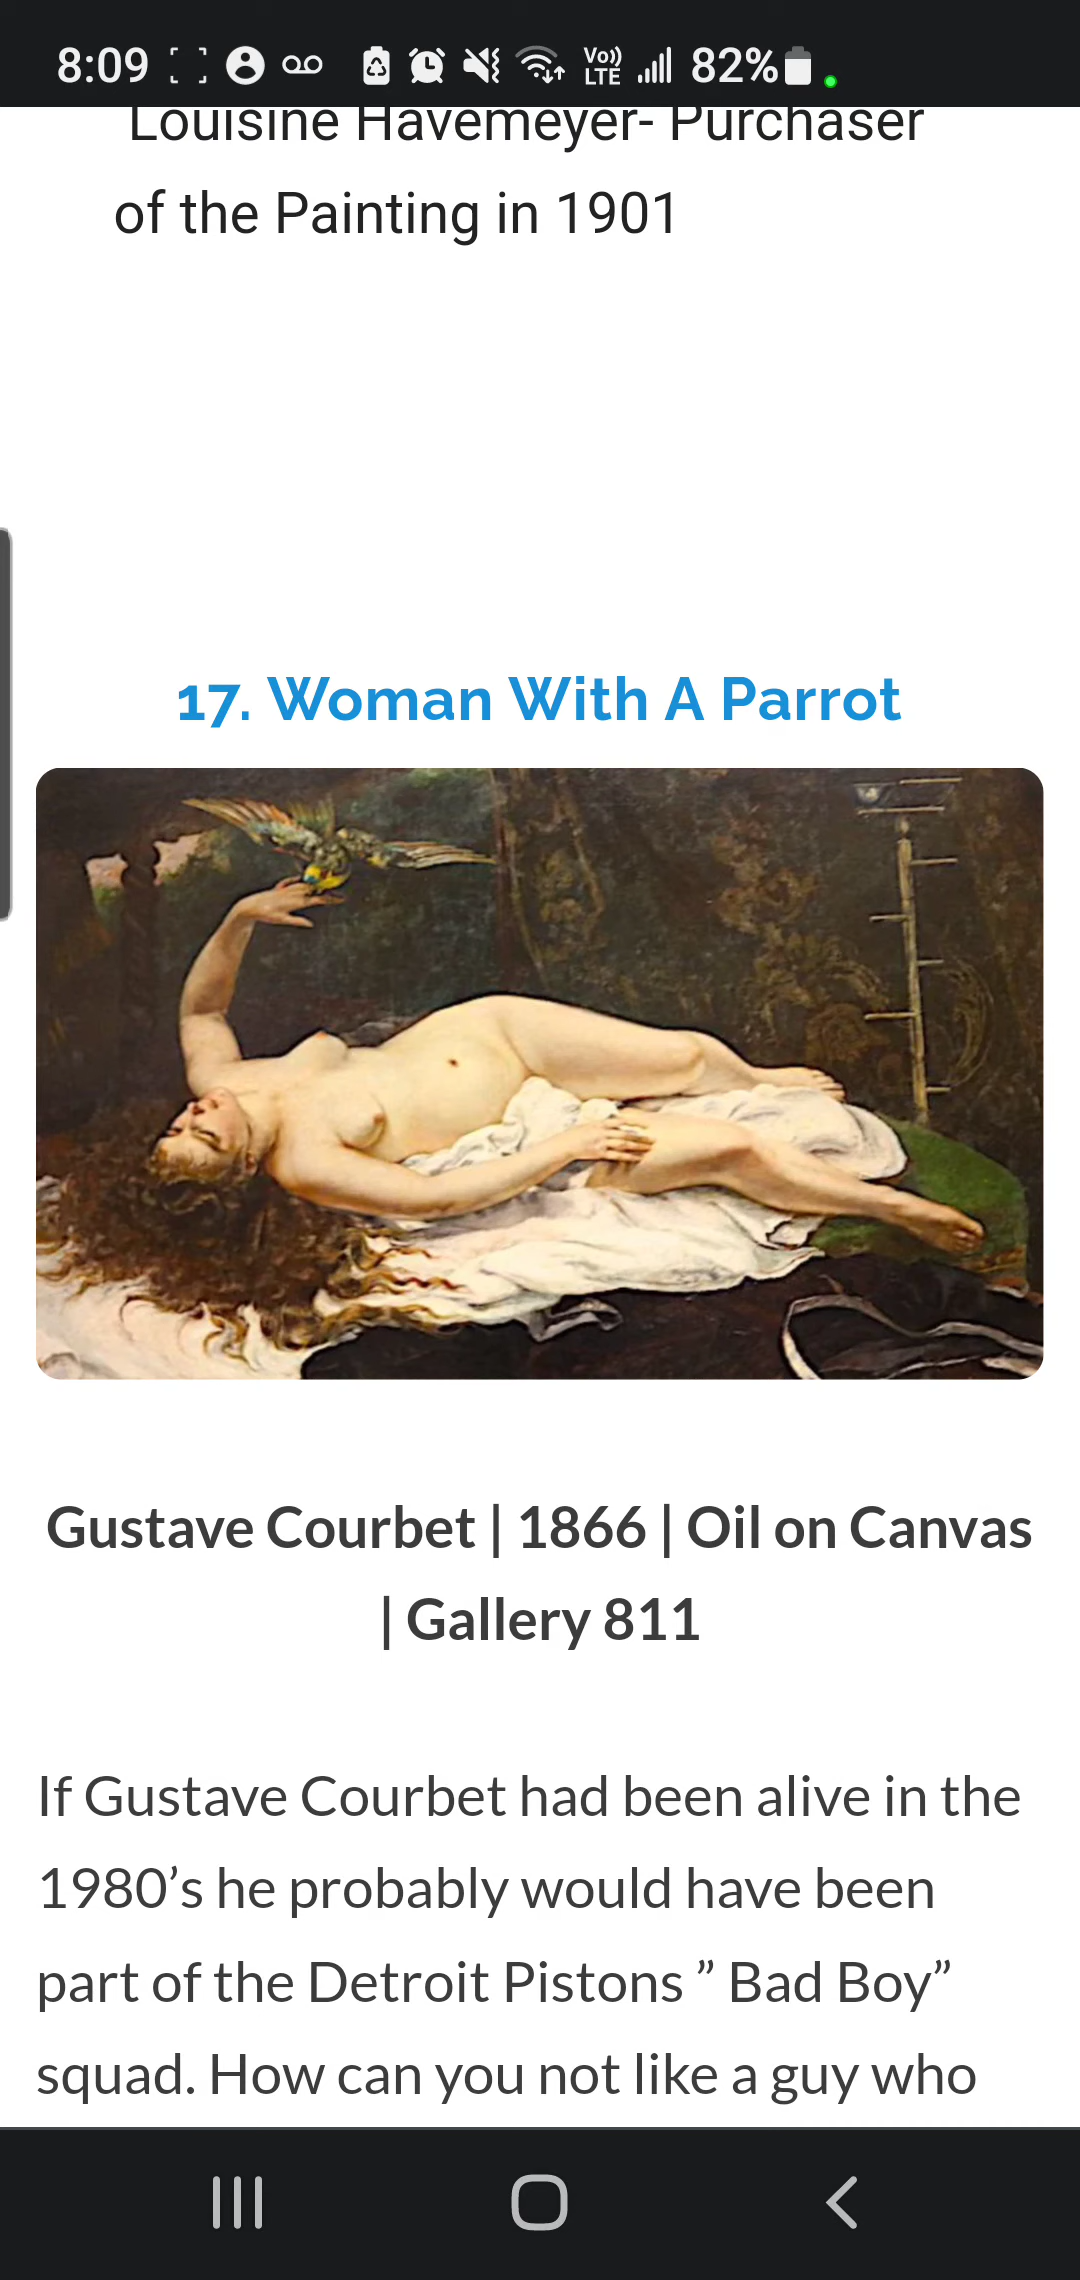 8:09
Vo))
LTE
82%
Louisine Havemeyer- Purchaser
of the Painting in 1901
17. Woman With A Parrot
Gustave Courbet | 1866 | Oil on Canvas
| Gallery 811
If Gustave Courbet had been alive in the
1980’s he probably would have been
part of the Detroit Pistons ” Bad Boy”
squad. How can you not like a guy who